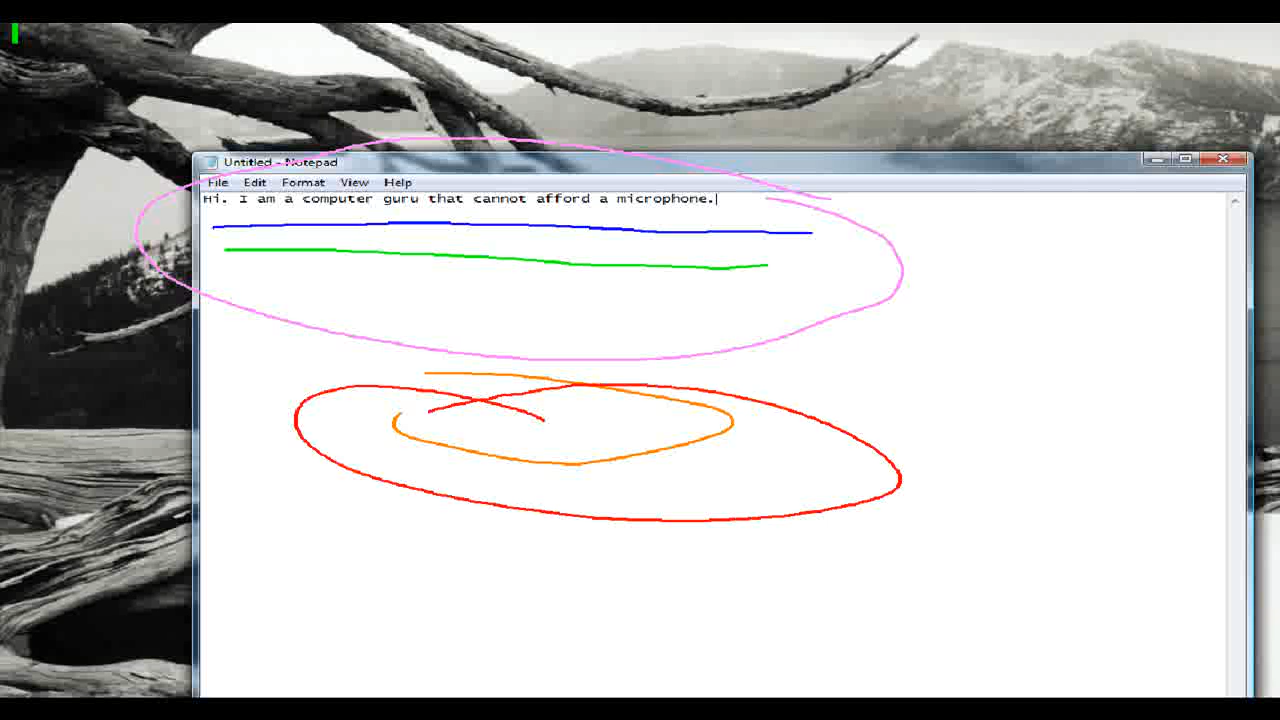 Untitled - Notepad
File Edit Format View Help
Hi. I am a computer guru that cannot afford a microphone.